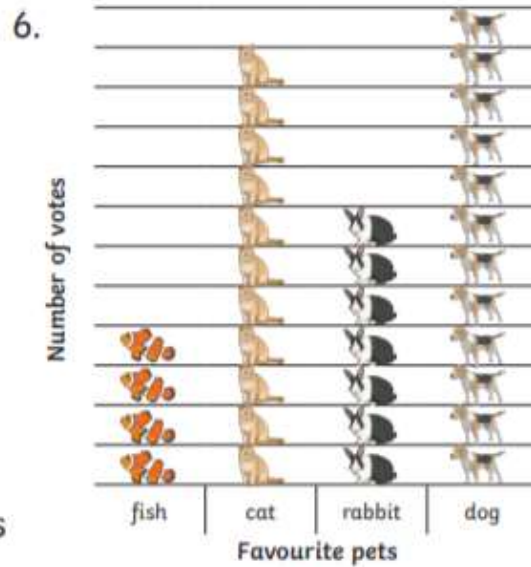 6.
Number of votes
fish cat rabbit dog
s
Favourite pets